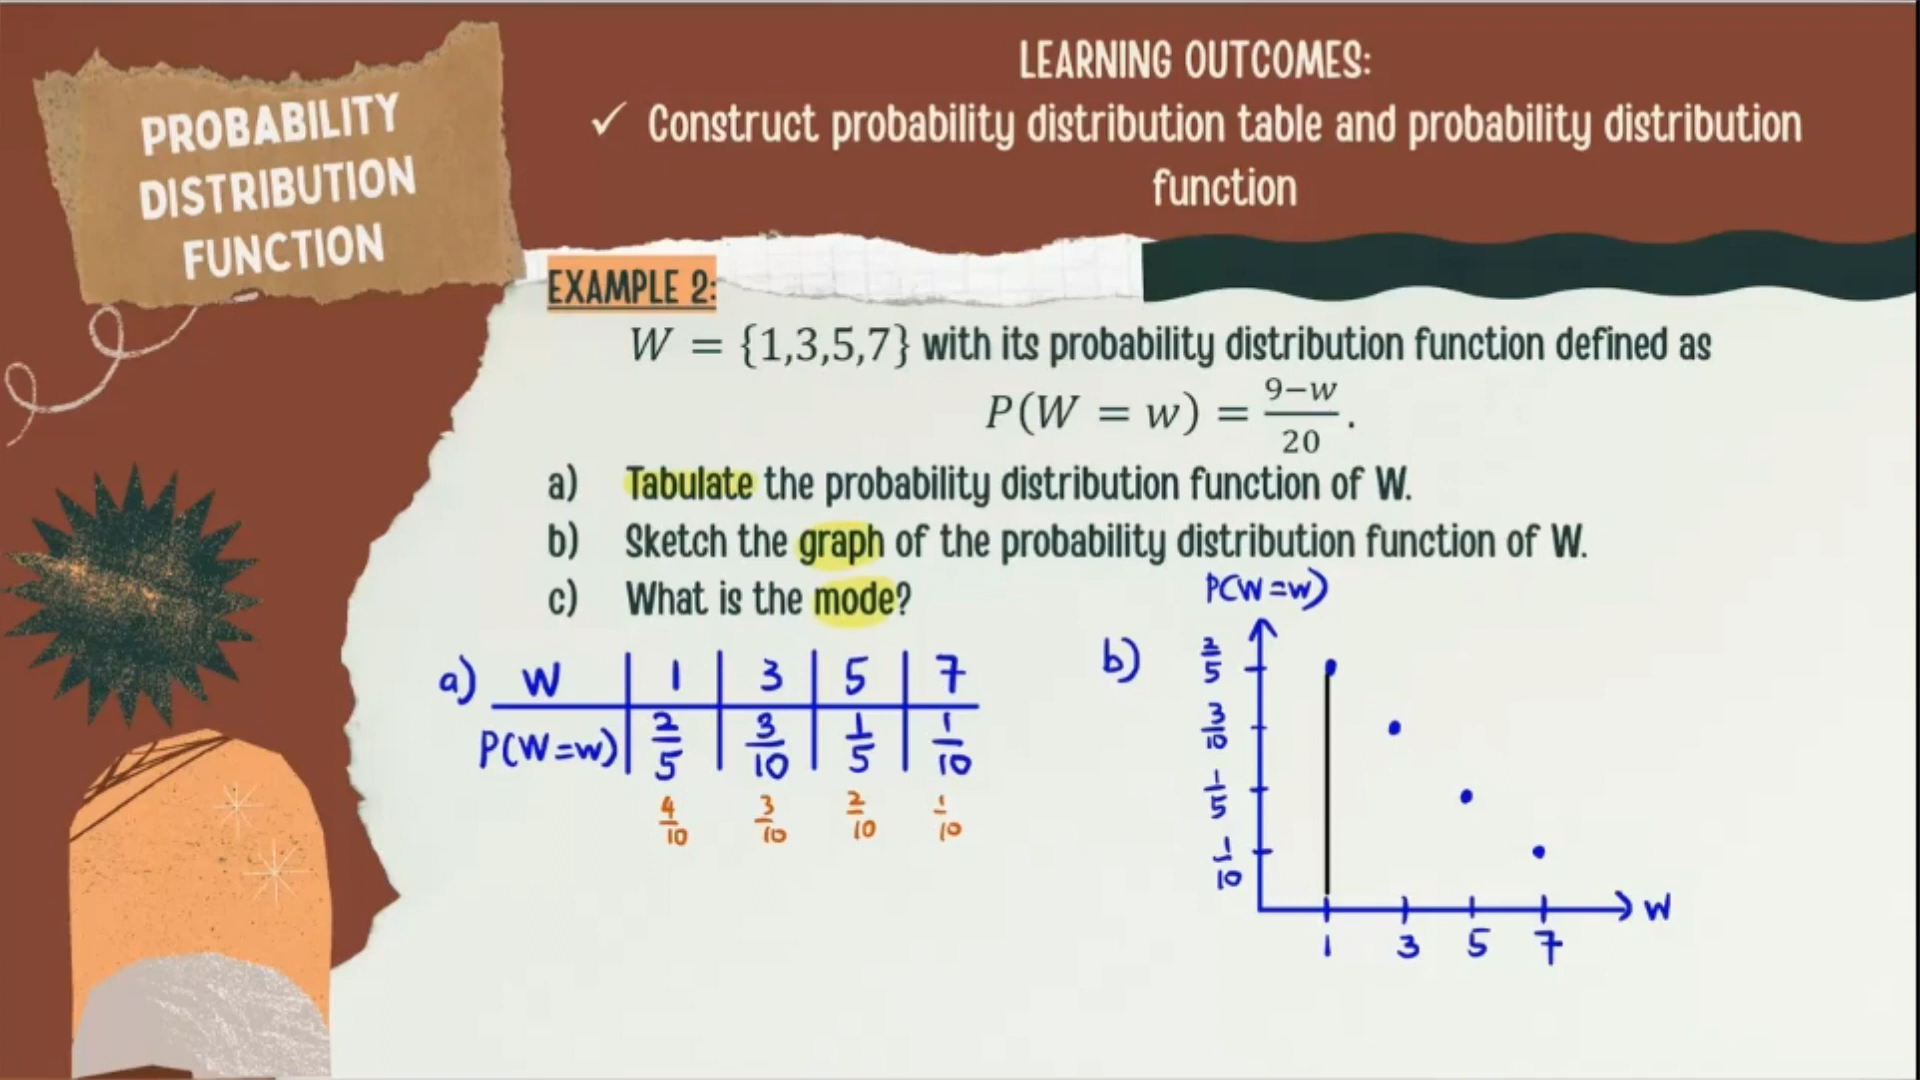 PROBABILITY
DISTRIBUTION
FUNCTION
LEARNING OUTCOMES:
✓ Construct probability distribution table and probability distribution
function
EXAMPLE 2:
W = {1,3,5,7} with its probability distribution function defined as
P(W = w) = \frac{9-w}{20}.
a) Tabulate the probability distribution function of W.
b) Sketch the graph of the probability distribution function of W.
c) What is the mode?
a) W | 1 | 3 | 5 | 7
P(W=w) | 2/5 | 3/10 | 1/5 | 1/10
4/10 3/10 2/10 1/10
b) P(W=w)
2/5
3/10
1/5
1/10
W
1 3 5 7